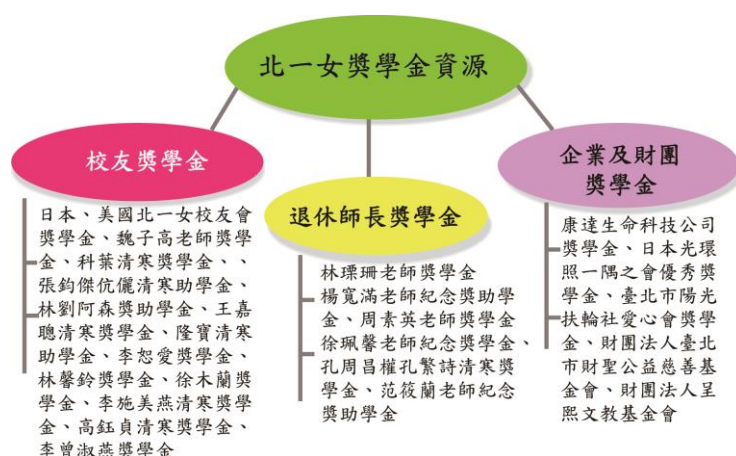 北一女獎學金資源
校友獎學金
日本、美國北一女校友會
獎學金、魏子高老師獎學
金、科葉清寒獎學金、、
張鈞傑伉儷清寒助學金、
林劉阿森獎助學金、王嘉
聰清寒獎學金、隆寶清寒
助學金、李恕愛獎學金、
林馨鈴獎學金、徐木蘭獎
學金、李施美燕清寒獎學
金、高鈺貞清寒獎學金、
李曾淑燕獎學金
退休師長獎學金
林璟珊老師獎學金
楊寬滿老師紀念獎助學
金、周素英老師獎學金
徐珮馨老師紀念獎學金、
孔周昌權孔繁詩清寒獎
學金、范筱蘭老師紀念
獎助學金
企業及財團
獎學金
康達生命科技公司
獎學金、日本光環
照一隅之會優秀獎
學金、臺北市陽光
扶輪社愛心會獎學
金、財團法人臺北
市財聖公益慈善基
金會、財團法人呈
熙文教基金會